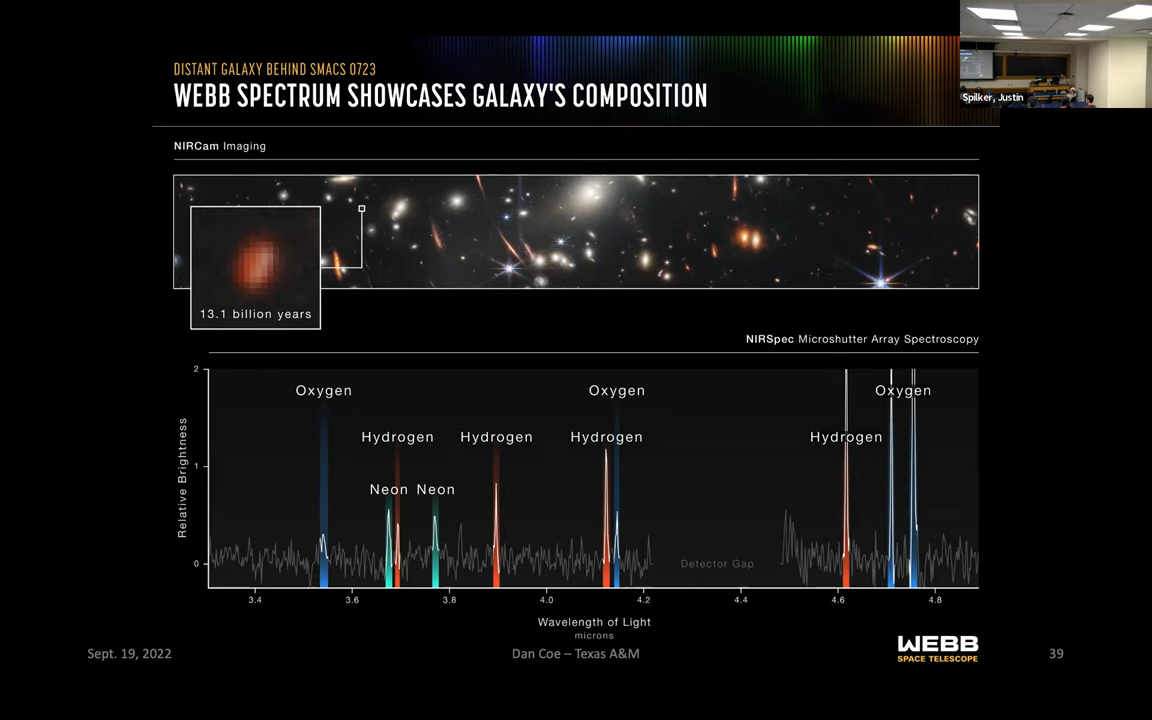 DISTANT GALAXY BEHIND SMACS 0723
WEBB SPECTRUM SHOWCASES GALAXY'S COMPOSITION
Spilker, Justin
NIRCam Imaging
13.1 billion years
NIRSpec Microshutter Array Spectroscopy
2
Oxygen
Oxygen
Oxygen
Hydrogen
Hydrogen
Hydrogen
Hydrogen
Neon
Neon
1
0
Relative Brightness
Detector Gap
3.4
3.6
3.8
4.0
4.2
4.4
4.6
4.8
Wavelength of Light
microns
Sept. 19, 2022
Dan Coe – Texas A&M
WEBB
SPACE TELESCOPE
39